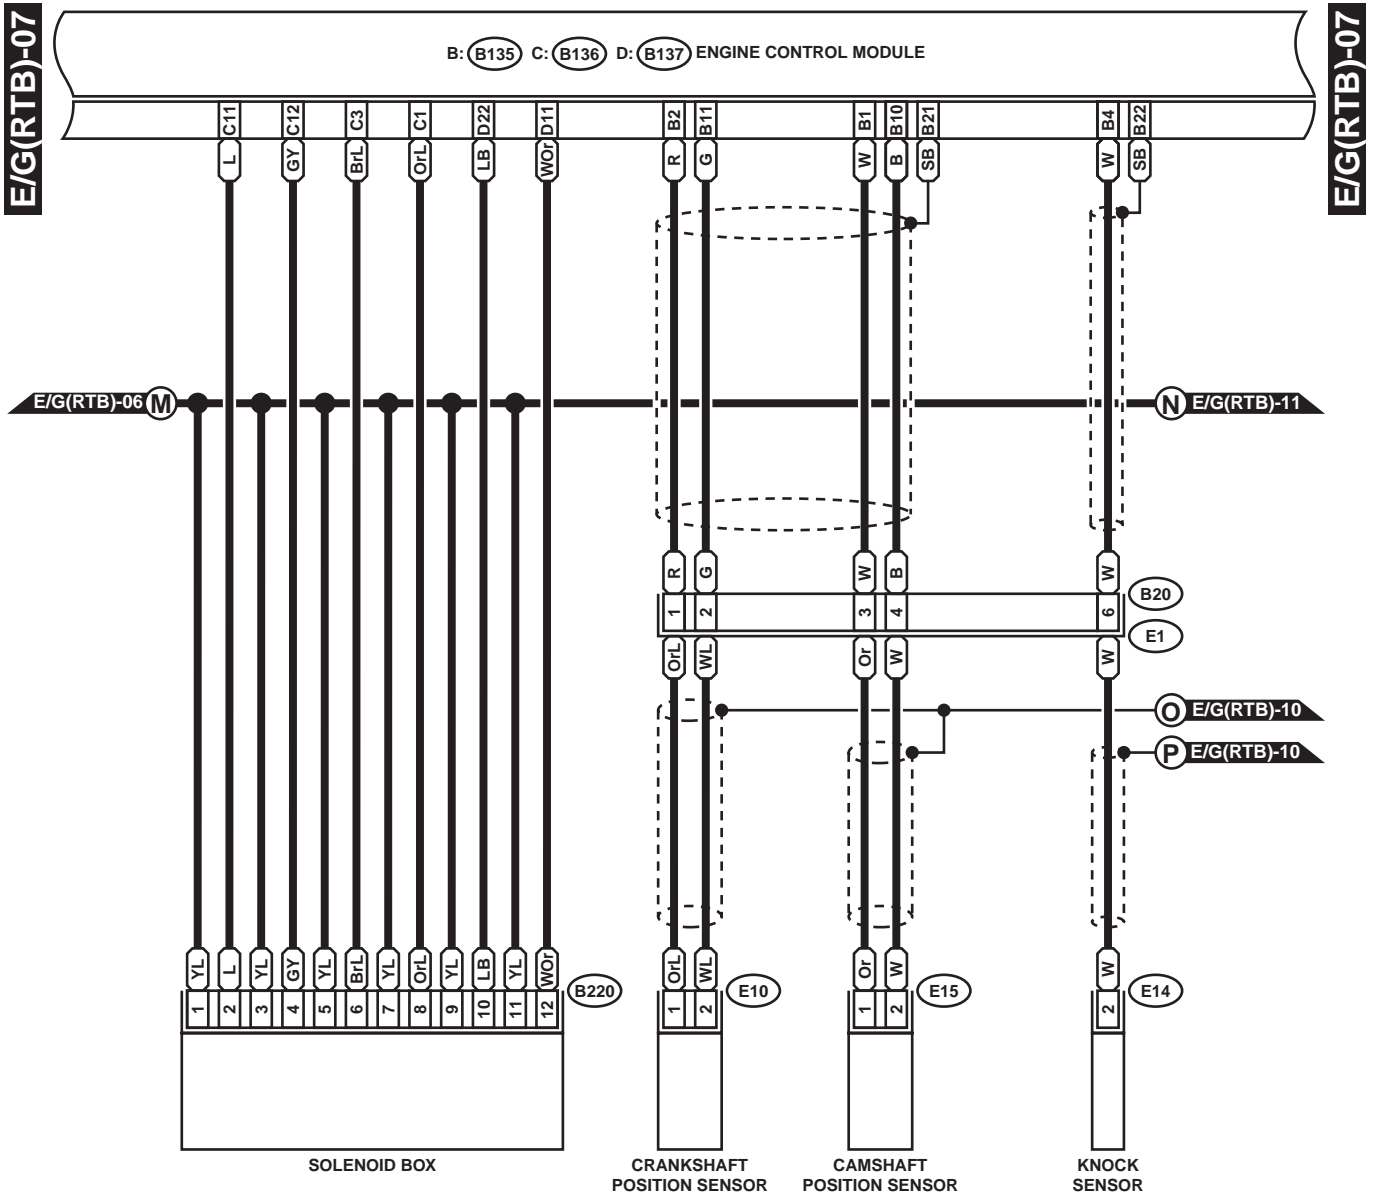 E/G(RTB)-07
E/G(RTB)-07
B: B135 C: B136 D: B137 ENGINE CONTROL MODULE
C11 C12 C3 C1 D22 D11 B2 B11 B1 B10 B21 B4 B22
L GY BrL OrL LB WOr R G W B SB W SB
E/G(RTB)-06 M
N E/G(RTB)-11
R G W B W
1 2 3 4 6
B20
E1
OrL WL Or W W
O E/G(RTB)-10
P E/G(RTB)-10
YL L YL GY YL BrL YL OrL YL LB YL WOr OrL WL Or W W
1 2 3 4 5 6 7 8 9 10 11 12 B220 1 2 E10 1 2 E15 2 E14
SOLENOID BOX
CRANKSHAFT
POSITION SENSOR
CAMSHAFT
POSITION SENSOR
KNOCK
SENSOR